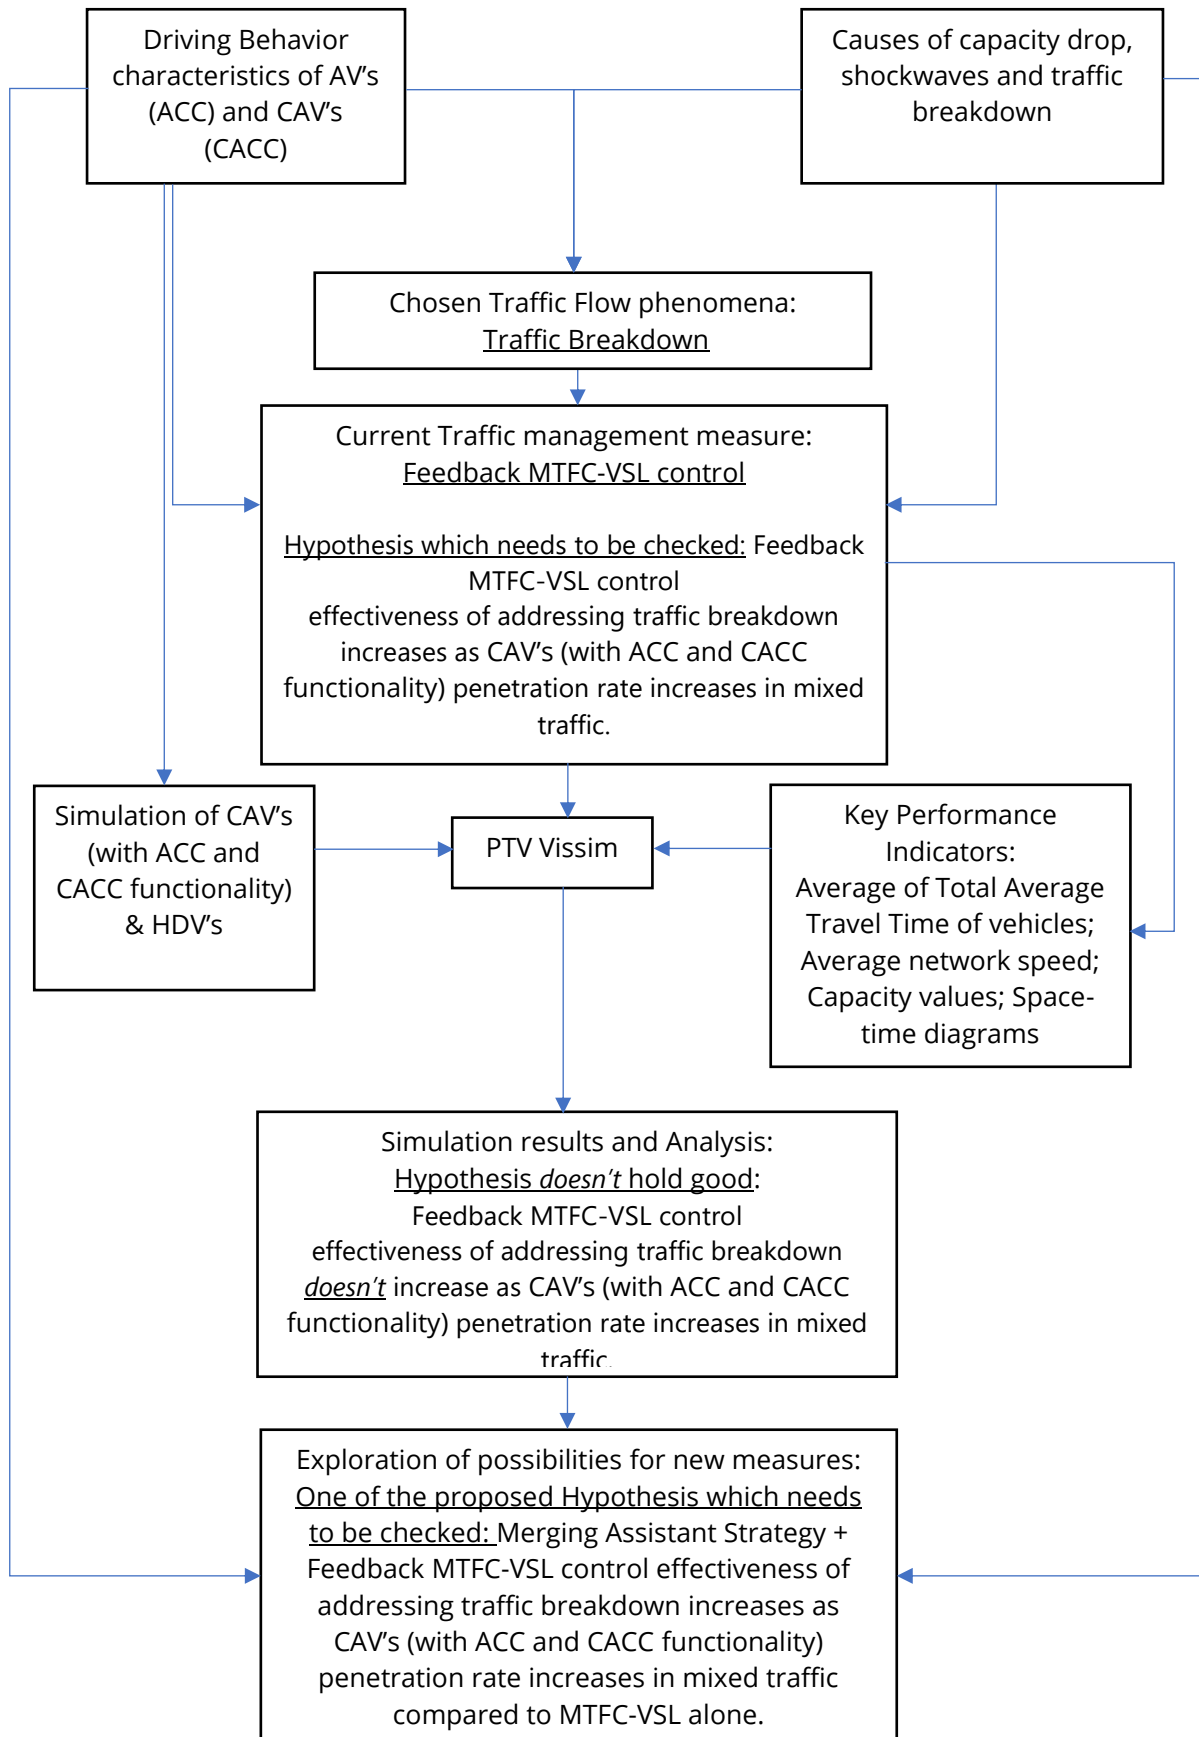 Driving Behavior
characteristics of AV's
(ACC) and CAV's
(CACC)
Causes of capacity drop,
shockwaves and traffic
breakdown
Chosen Traffic Flow phenomena:
Traffic Breakdown
Current Traffic management measure:
Feedback MTFC-VSL control
Hypothesis which needs to be checked: Feedback
MTFC-VSL control
effectiveness of addressing traffic breakdown
increases as CAV's (with ACC and CACC
functionality) penetration rate increases in mixed
traffic.
Simulation of CAV's
(with ACC and
CACC functionality)
& HDV's
PTV Vissim
Key Performance
Indicators:
Average of Total Average
Travel Time of vehicles;
Average network speed;
Capacity values; Space-
time diagrams
Simulation results and Analysis:
Hypothesis doesn't hold good:
Feedback MTFC-VSL control
effectiveness of addressing traffic breakdown
doesn't increase as CAV's (with ACC and CACC
functionality) penetration rate increases in mixed
traffic.
Exploration of possibilities for new measures:
One of the proposed Hypothesis which needs
to be checked: Merging Assistant Strategy +
Feedback MTFC-VSL control effectiveness of
addressing traffic breakdown increases as
CAV's (with ACC and CACC functionality)
penetration rate increases in mixed traffic
compared to MTFC-VSL alone.